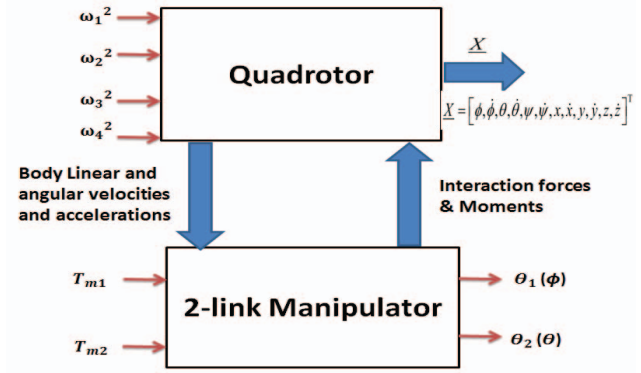 ω₁²
ω₂²
ω₃²
ω₄²
Quadrotor
X
X = [ϕ,ϕ̇,θ,θ̇,ψ,ψ̇,x,ẋ,y,ẏ,z,ż]ᵀ
Body Linear and
angular velocities
and accelerations
Interaction forces
& Moments
Tₘ₁
Tₘ₂
2-link Manipulator
Θ₁ (ϕ)
Θ₂ (Θ)